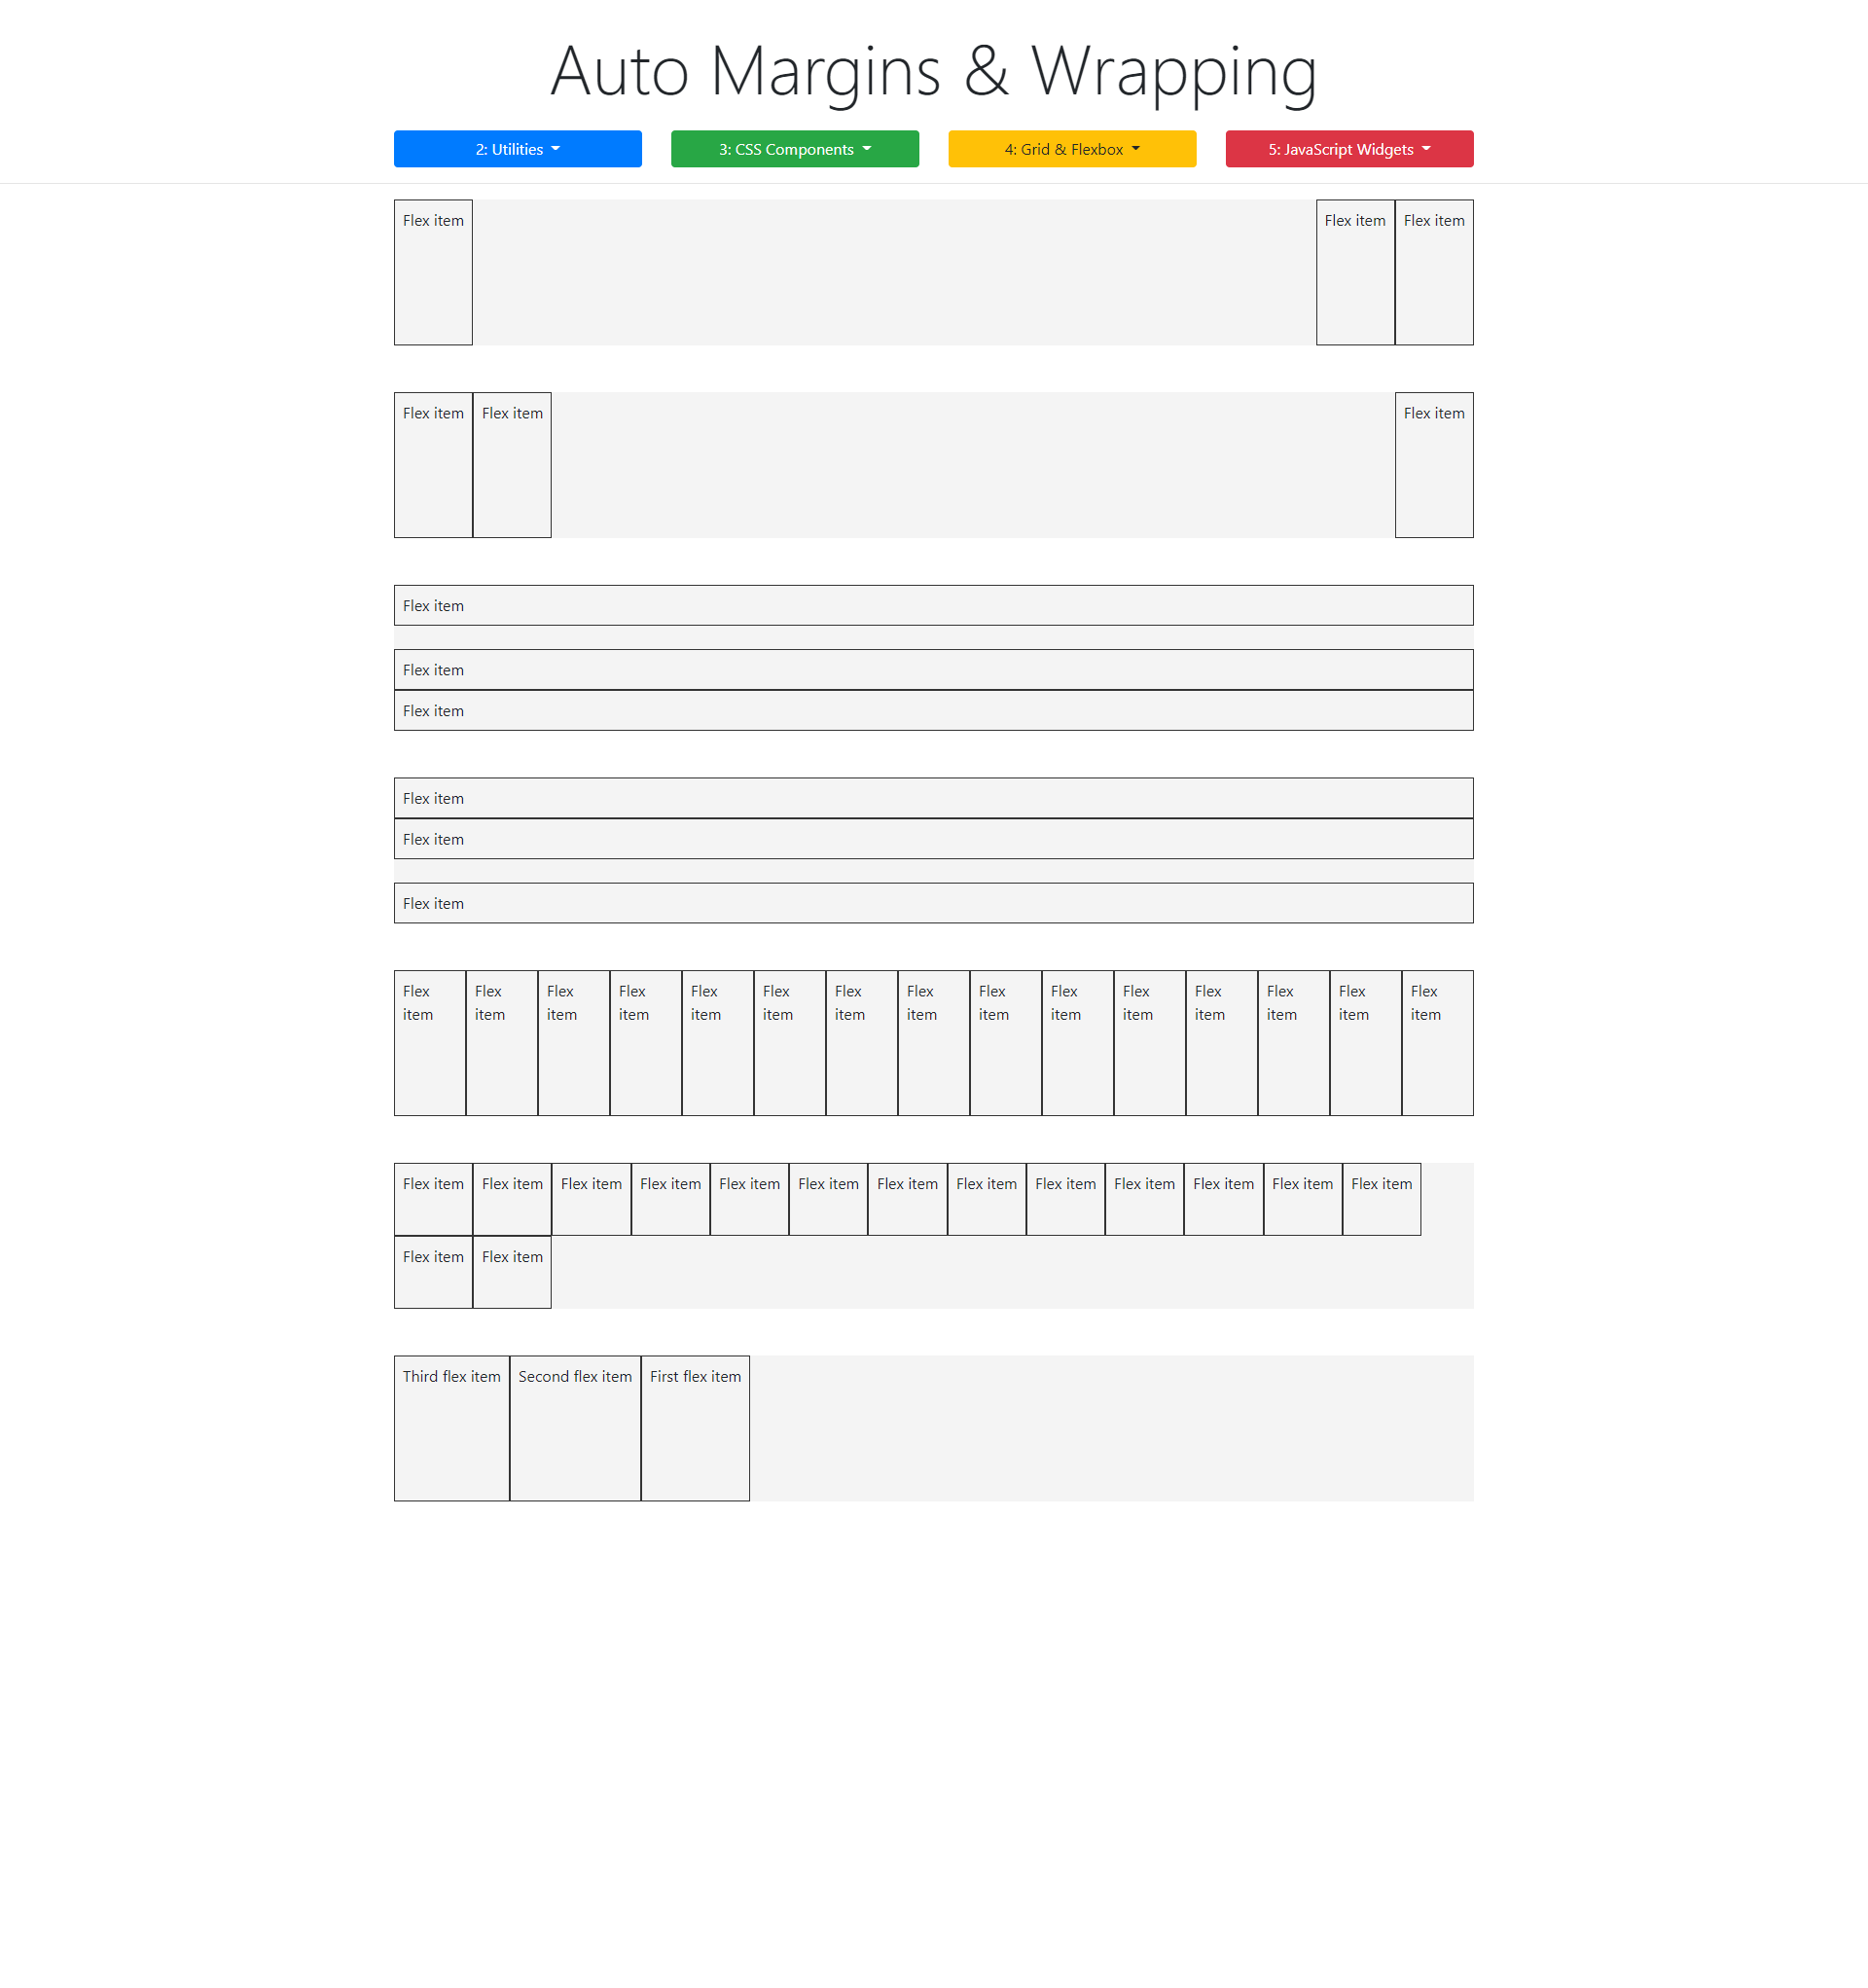 Auto Margins & Wrapping
2: Utilities 3: CSS Components 4: Grid & Flexbox 5: JavaScript Widgets
Flex item Flex item Flex item
Flex item Flex item Flex item
Flex item
Flex item
Flex item
Flex item
Flex item
Flex item
Flex Flex Flex Flex Flex Flex Flex Flex Flex Flex Flex Flex Flex Flex Flex
item item item item item item item item item item item item item item item
Flex item Flex item Flex item Flex item Flex item Flex item Flex item Flex item Flex item Flex item Flex item Flex item Flex item
Flex item Flex item
Third flex item Second flex item First flex item